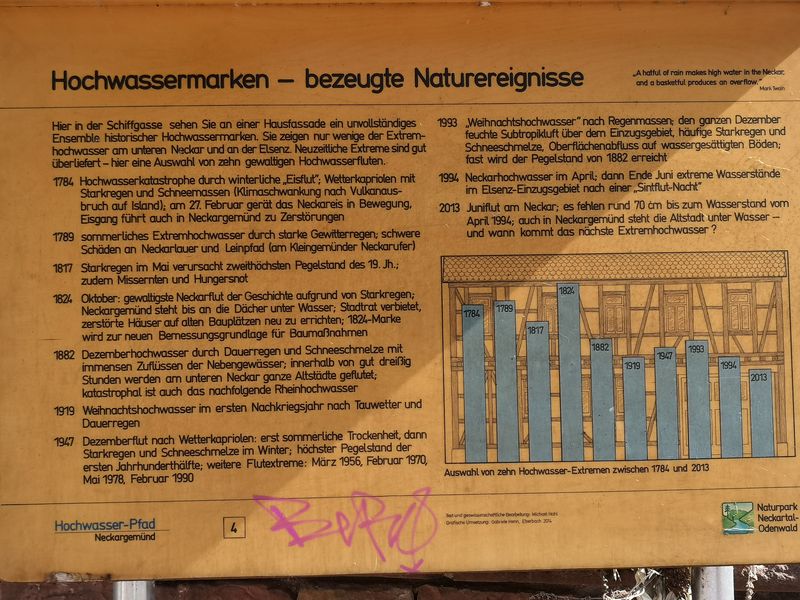 Hochwassermarken – bezeugte Naturereignisse
„A hatful of rain makes high water in the Neckar,
and a basketful produces an overflow.“
Mark Twain
Hier in der Schiffgasse sehen Sie an einer Hausfassade ein unvollständiges
Ensemble historischer Hochwassermarken. Sie zeigen nur wenige der Extrem-
hochwasser am unteren Neckar und an der Elsenz. Neuzeitliche Extreme sind gut
überliefert – hier eine Auswahl von zehn gewaltigen Hochwasserfluten.
1784 Hochwasserkatastrophe durch winterliche „Eisflut“; Wetterkapriolen mit
Starkregen und Schneemassen (Klimaschwankung nach Vulkanaus-
bruch auf Island); am 27. Februar gerät das Neckareis in Bewegung,
Eisgang führt auch in Neckargemünd zu Zerstörungen
1789 sommerliches Extremhochwasser durch starke Gewitterregen; schwere
Schäden an Neckarlauer und Leinpfad (am Kleingemünder Neckarufer)
1817 Starkregen im Mai verursacht zweithöchsten Pegelstand des 19. Jh.;
zudem Missernten und Hungersnot
1824 Oktober: gewaltigste Neckarflut der Geschichte aufgrund von Starkregen;
Neckargemünd steht bis an die Dächer unter Wasser; Stadtrat verbietet,
zerstörte Häuser auf alten Bauplätzen neu zu errichten; 1824-Marke
wird zur neuen Bemessungsgrundlage für Baumaßnahmen
1882 Dezemberhochwasser durch Dauerregen und Schneeschmelze mit
immensen Zuflüssen der Nebengewässer; innerhalb von gut dreißig
Stunden werden am unteren Neckar ganze Altstädte geflutet;
katastrophal ist auch das nachfolgende Rheinhochwasser
1919 Weihnachtshochwasser im ersten Nachkriegsjahr nach Tauwetter und
Dauerregen
1947 Dezemberflut nach Wetterkapriolen: erst sommerliche Trockenheit, dann
Starkregen und Schneeschmelze im Winter; höchster Pegelstand der
ersten Jahrhunderthälfte; weitere Flutextreme: März 1956, Februar 1970,
Mai 1978, Februar 1990
1993 „Weihnachtshochwasser“ nach Regenmassen; den ganzen Dezember
feuchte Subtropikluft über dem Einzugsgebiet, häufige Starkregen und
Schneeschmelze, Oberflächenabfluss auf wassergesättigten Böden;
fast wird der Pegelstand von 1882 erreicht
1994 Neckarhochwasser im April; dann Ende Juni extreme Wasserstände
im Elsenz-Einzugsgebiet nach einer „Sintflut-Nacht“
2013 Juniflut am Neckar; es fehlen rund 70 cm bis zum Wasserstand vom
April 1994; auch in Neckargemünd steht die Altstadt unter Wasser –
und wann kommt das nächste Extremhochwasser ?
1784 1789 1817 1824 1882 1919 1947 1993 1994 2013
Auswahl von zehn Hochwasser-Extremen zwischen 1784 und 2013
Hochwasser-Pfad
Neckargemünd
4
BeRO
Text und geowissenschaftliche Bearbeitung: Michael Hahl
Grafische Umsetzung: Gabriele Henn, Eberbach 2014
Naturpark
Neckartal-
Odenwald